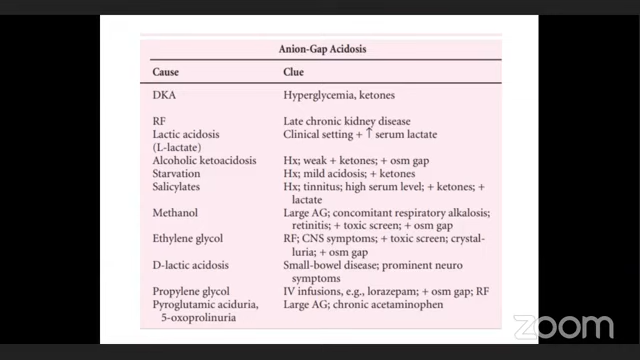 Anion-Gap Acidosis
Cause Clue
DKA Hyperglycemia, ketones
RF Late chronic kidney disease
Lactic acidosis Clinical setting + ↑ serum lactate
(L-lactate)
Alcoholic ketoacidosis Hx; weak + ketones; + osm gap
Starvation Hx; mild acidosis; + ketones
Salicylates Hx; tinnitus; high serum level; + ketones; +
lactate
Methanol Large AG; concomitant respiratory alkalosis;
retinitis; + toxic screen; + osm gap
Ethylene glycol RF; CNS symptoms; + toxic screen; crystal-
luria; + osm gap
D-lactic acidosis Small-bowel disease; prominent neuro
symptoms
Propylene glycol IV infusions, e.g., lorazepam; + osm gap; RF
Pyroglutamic aciduria, Large AG; chronic acetaminophen
5-oxoprolinuria
zoom